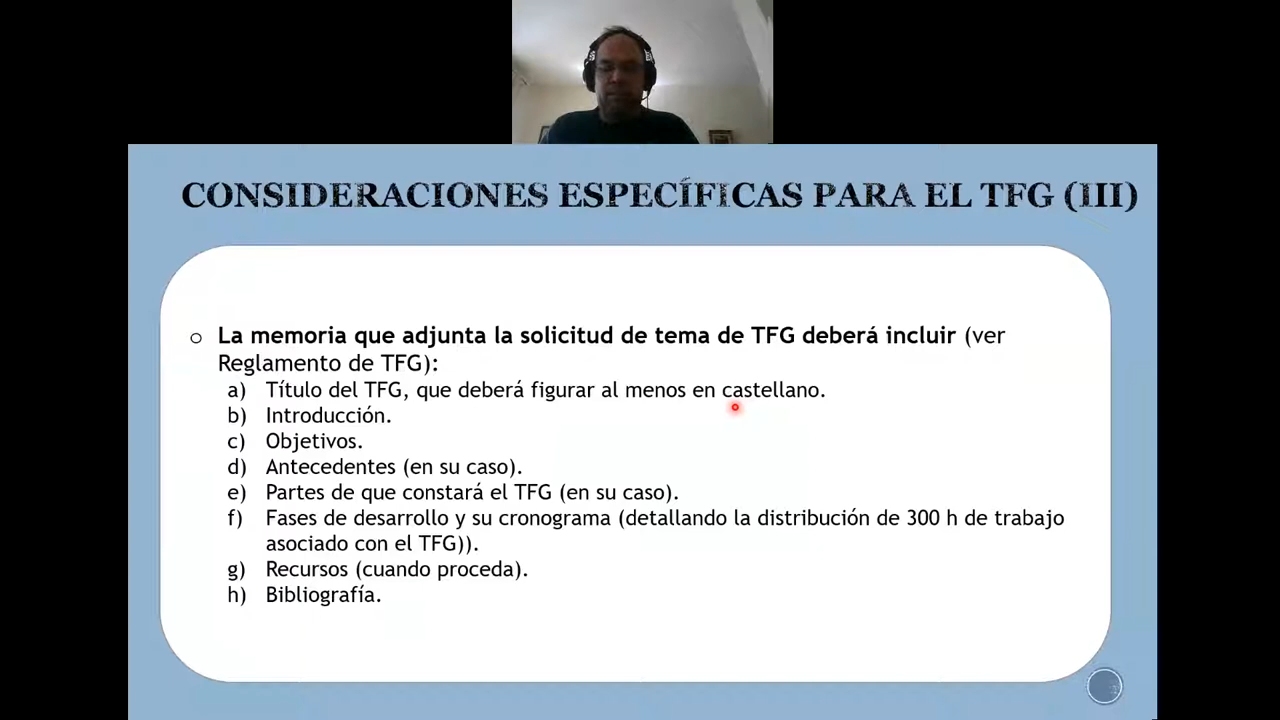 CONSIDERACIONES ESPECÍFICAS PARA EL TFG (III)
o La memoria que adjunta la solicitud de tema de TFG deberá incluir (ver
Reglamento de TFG):
a) Título del TFG, que deberá figurar al menos en castellano.
b) Introducción.
c) Objetivos.
d) Antecedentes (en su caso).
e) Partes de que constará el TFG (en su caso).
f) Fases de desarrollo y su cronograma (detallando la distribución de 300 h de trabajo
asociado con el TFG)).
g) Recursos (cuando proceda).
h) Bibliografía.